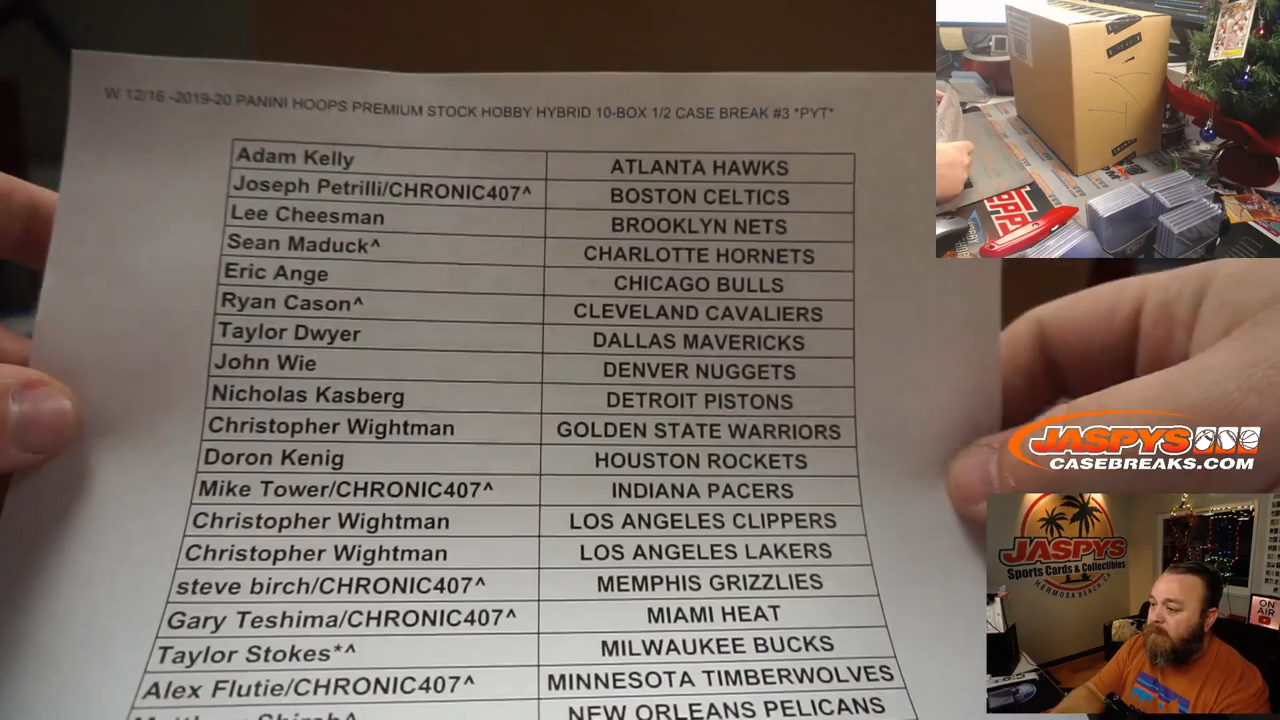 W 12/16 -2019-20 PANINI HOOPS PREMIUM STOCK HOBBY HYBRID 10-BOX 1/2 CASE BREAK #3 *PYT*
Adam Kelly ATLANTA HAWKS
Joseph Petrilli/CHRONIC407^ BOSTON CELTICS
Lee Cheesman BROOKLYN NETS
Sean Maduck^ CHARLOTTE HORNETS
Eric Ange CHICAGO BULLS
Ryan Cason^ CLEVELAND CAVALIERS
Taylor Dwyer DALLAS MAVERICKS
John Wie DENVER NUGGETS
Nicholas Kasberg DETROIT PISTONS
Christopher Wightman GOLDEN STATE WARRIORS
Doron Kenig HOUSTON ROCKETS
Mike Tower/CHRONIC407^ INDIANA PACERS
Christopher Wightman LOS ANGELES CLIPPERS
Christopher Wightman LOS ANGELES LAKERS
steve birch/CHRONIC407^ MEMPHIS GRIZZLIES
Gary Teshima/CHRONIC407^ MIAMI HEAT
Taylor Stokes*^ MILWAUKEE BUCKS
Alex Flutie/CHRONIC407^ MINNESOTA TIMBERWOLVES
NEW ORLEANS PELICANS
JASPYS
CASEBREAKS.COM
JASPYS
Sports Cards & Collectibles
HERMOSA BEACH, CA
ON AIR